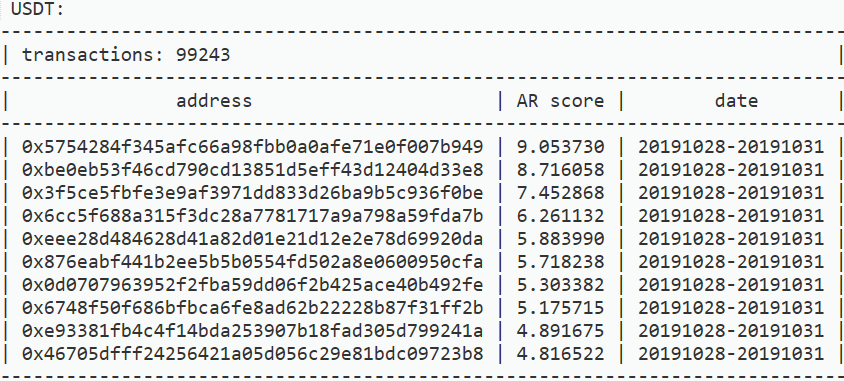 USDT:
| transactions: 99243 |
| address | AR score | date |
| 0x5754284f345afc66a98fbb0a0afe71e0f007b949 | 9.053730 | 20191028-20191031 |
| 0xbe0eb53f46cd790cd13851d5eff43d12404d33e8 | 8.716058 | 20191028-20191031 |
| 0x3f5ce5fbfe3e9af3971dd833d26ba9b5c936f0be | 7.452868 | 20191028-20191031 |
| 0x6cc5f688a315f3dc28a7781717a9a798a59fda7b | 6.261132 | 20191028-20191031 |
| 0xeee28d484628d41a82d01e21d12e2e78d69920da | 5.883990 | 20191028-20191031 |
| 0x876eabf441b2ee5b5b0554fd502a8e0600950cfa | 5.718238 | 20191028-20191031 |
| 0x0d0707963952f2fba59dd06f2b425ace40b492fe | 5.303382 | 20191028-20191031 |
| 0x6748f50f686bfbca6fe8ad62b22228b87f31ff2b | 5.175715 | 20191028-20191031 |
| 0xe93381fb4c4f14bda253907b18fad305d799241a | 4.891675 | 20191028-20191031 |
| 0x46705dfff24256421a05d056c29e81bdc09723b8 | 4.816522 | 20191028-20191031 |